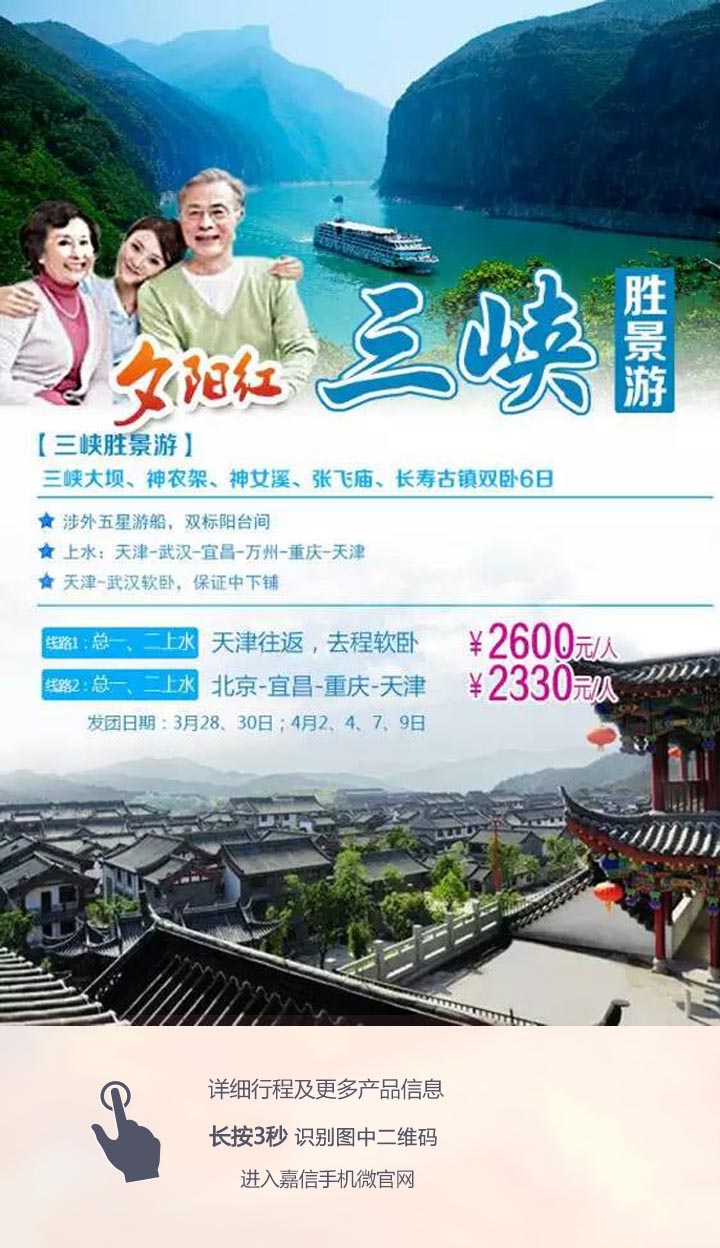 夕阳红
三峡
胜景游
【三峡胜景游】
三峡大坝、神农架、神女溪、张飞庙、长寿古镇双卧6日
涉外五星游船，双标阳台间
上水：天津-武汉-宜昌-万州-重庆-天津
天津-武汉软卧，保证中下铺
线路1：总一、二上水 天津往返，去程软卧 ￥2600元/人
线路2：总一、二上水 北京-宜昌-重庆-天津 ￥2330元/人
发团日期：3月28、30日；4月2、4、7、9日
详细行程及更多产品信息
长按3秒 识别图中二维码
进入嘉信手机微官网